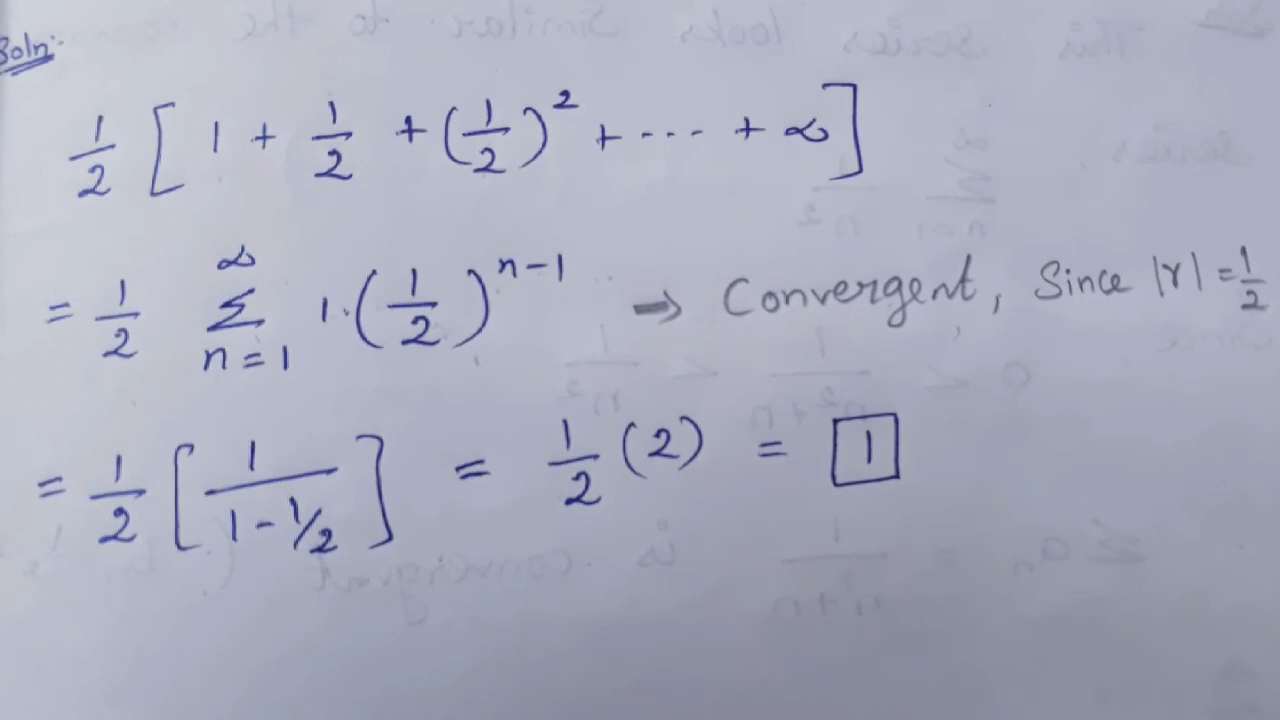 Soln:-
1/2 [ 1 + 1/2 + (1/2)² + --- + ∞ ]
= 1/2 ∞ Σ n=1 1·(1/2)ⁿ⁻¹ → Convergent, Since |r| = 1/2
= 1/2 [ 1 / (1 - 1/2) ] = 1/2 (2) = 1